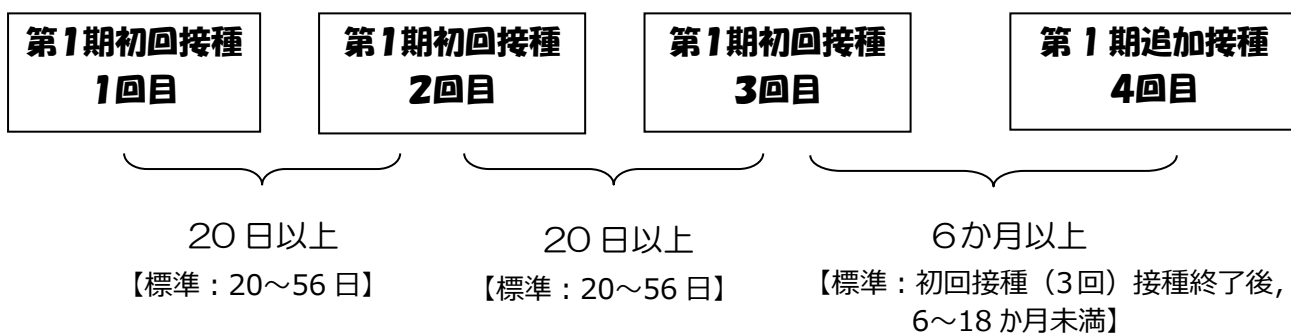 第1期初回接種
1回目
第1期初回接種
2回目
第1期初回接種
3回目
第1期追加接種
4回目
20日以上
【標準：20～56日】
20日以上
【標準：20～56日】
6か月以上
【標準：初回接種（3回）接種終了後，
6～18か月未満】